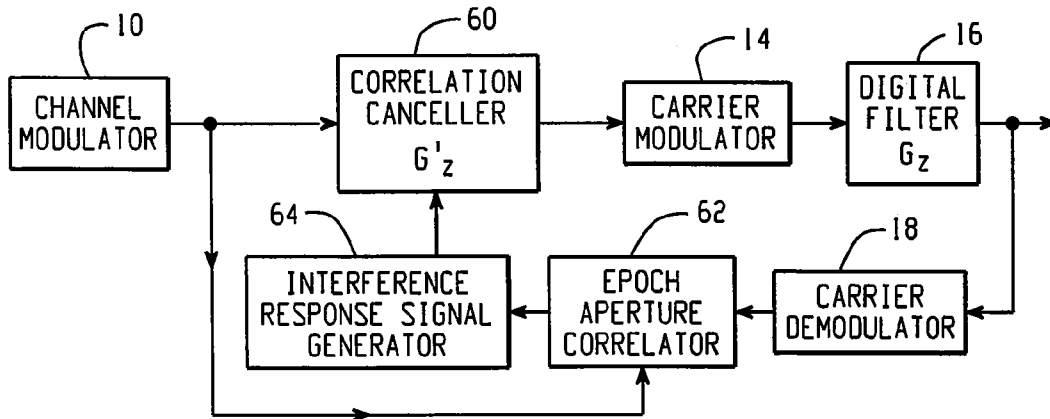 10
CHANNEL
MODULATOR
60
CORRELATION
CANCELLER
G'z
14
CARRIER
MODULATOR
16
DIGITAL
FILTER
Gz
64
INTERFERENCE
RESPONSE SIGNAL
GENERATOR
62
EPOCH
APERTURE
CORRELATOR
18
CARRIER
DEMODULATOR